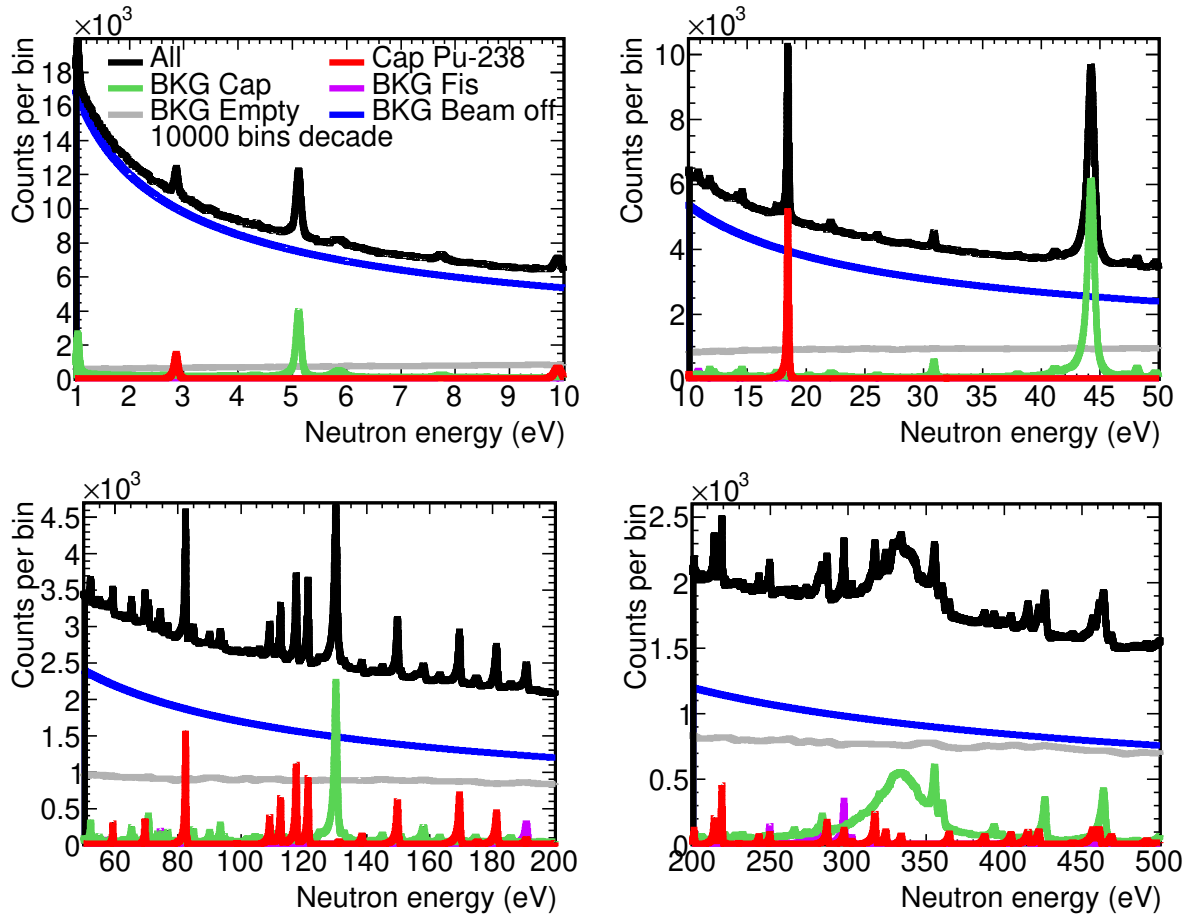 ×10³
Counts per bin
18
16
14
12
10
8
6
4
2
0
All
Cap Pu-238
BKG Cap
BKG Fis
BKG Empty
BKG Beam off
10000 bins decade
1 2 3 4 5 6 7 8 9 10
Neutron energy (eV)
×10³
Counts per bin
10
8
6
4
2
0
10 15 20 25 30 35 40 45 50
Neutron energy (eV)
×10³
Counts per bin
4.5
4
3.5
3
2.5
2
1.5
1
0.5
0
60 80 100 120 140 160 180 200
Neutron energy (eV)
×10³
Counts per bin
2.5
2
1.5
1
0.5
0
200 250 300 350 400 450 500
Neutron energy (eV)